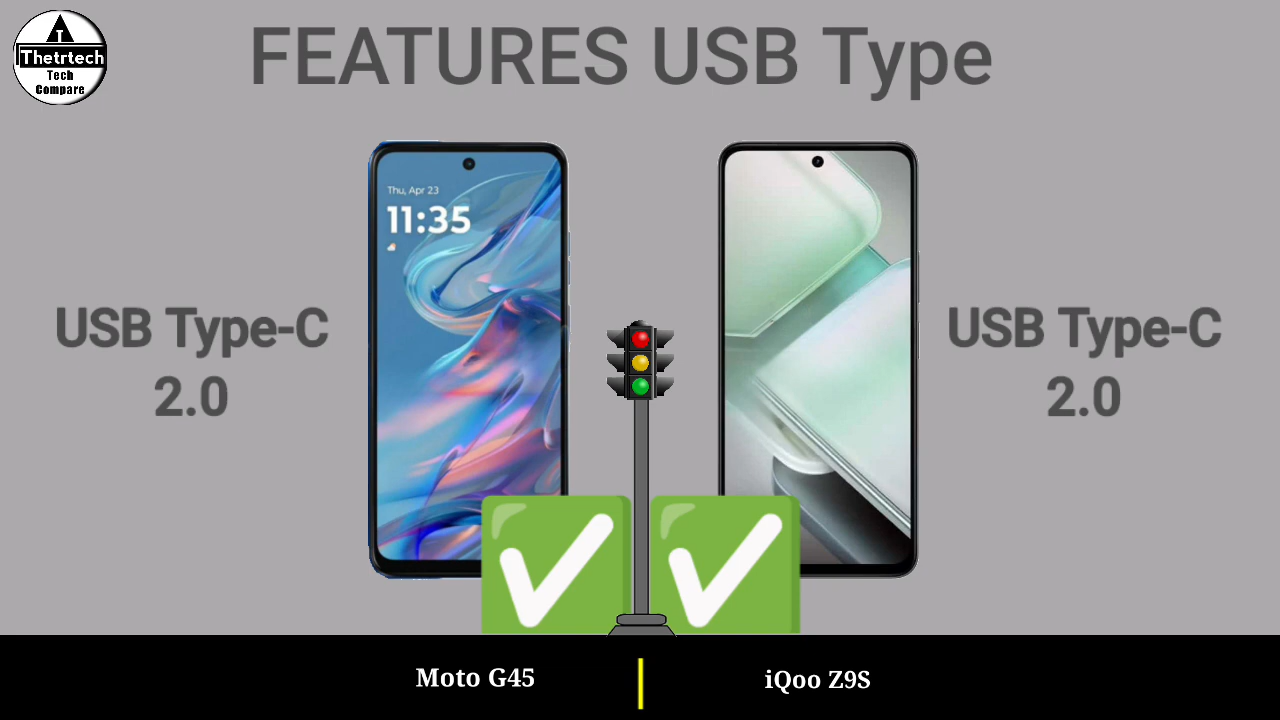 T
Thetrtech
Tech
Compare
FEATURES USB Type
Thu, Apr 23
11:35
USB Type-C
2.0
USB Type-C
2.0
Moto G45
iQoo Z9S